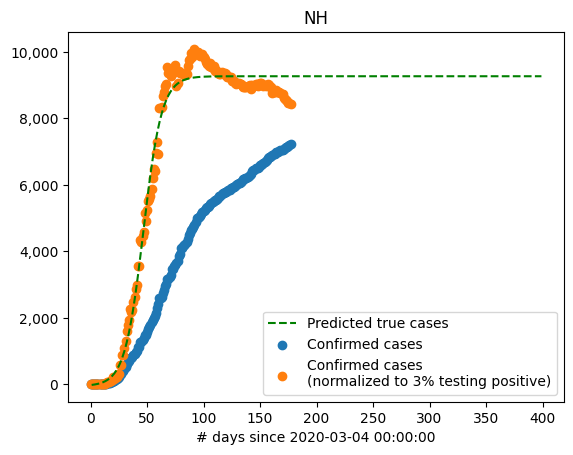 NH
10,000
8,000
6,000
4,000
2,000
0
Predicted true cases
Confirmed cases
Confirmed cases
(normalized to 3% testing positive)
0 50 100 150 200 250 300 350 400
# days since 2020-03-04 00:00:00